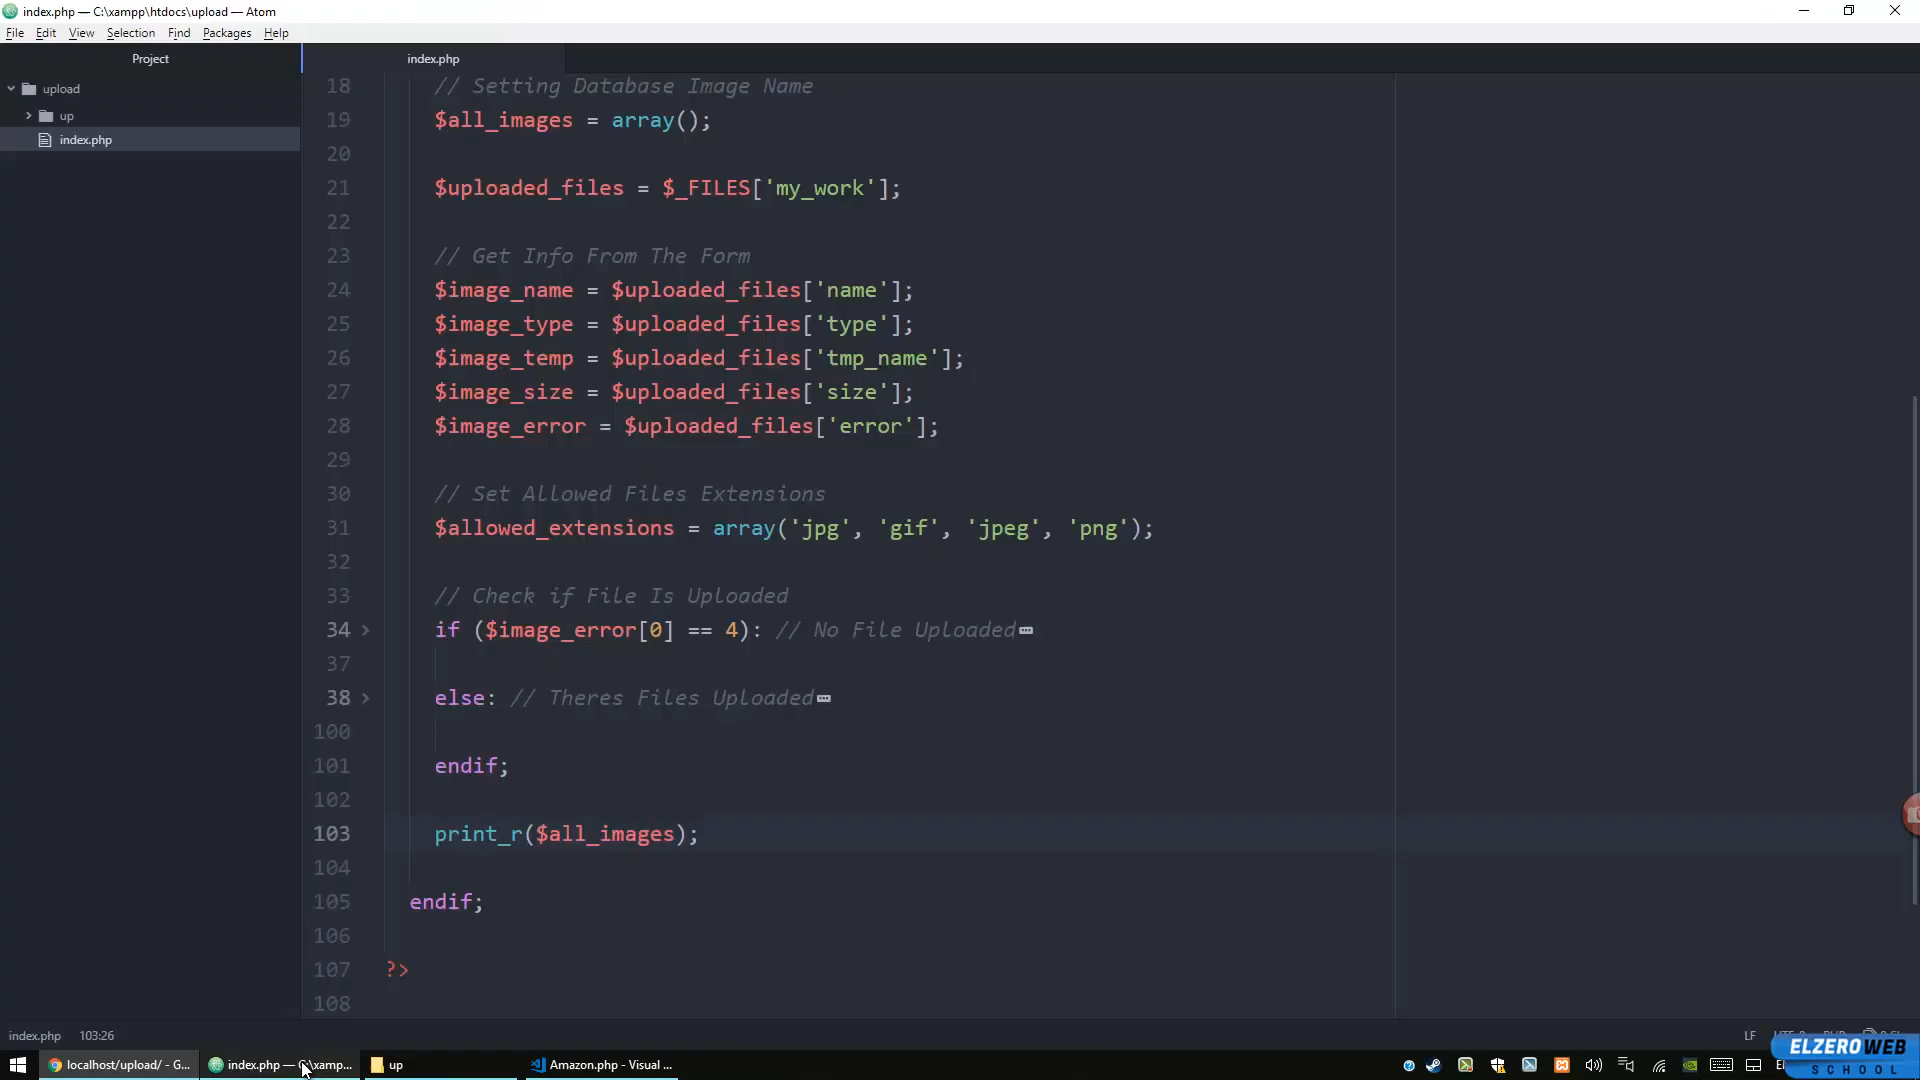 index.php — C:\xampp\htdocs\upload — Atom
File Edit View Selection Find Packages Help
Project
upload
up
index.php
index.php
18 // Setting Database Image Name
19 $all_images = array();
20
21 $uploaded_files = $_FILES['my_work'];
22
23 // Get Info From The Form
24 $image_name = $uploaded_files['name'];
25 $image_type = $uploaded_files['type'];
26 $image_temp = $uploaded_files['tmp_name'];
27 $image_size = $uploaded_files['size'];
28 $image_error = $uploaded_files['error'];
29
30 // Set Allowed Files Extensions
31 $allowed_extensions = array('jpg', 'gif', 'jpeg', 'png');
32
33 // Check if File Is Uploaded
34 if ($image_error[0] == 4): // No File Uploaded
37
38 else: // Theres Files Uploaded
100
101 endif;
102
103 print_r($all_images);
104
105 endif;
106
107 ?>
108
index.php 103:26
LF
localhost/upload/ - G...
index.php — C:\xamp...
up
Amazon.php - Visual ...
ELZEROWEB
SCHOOL